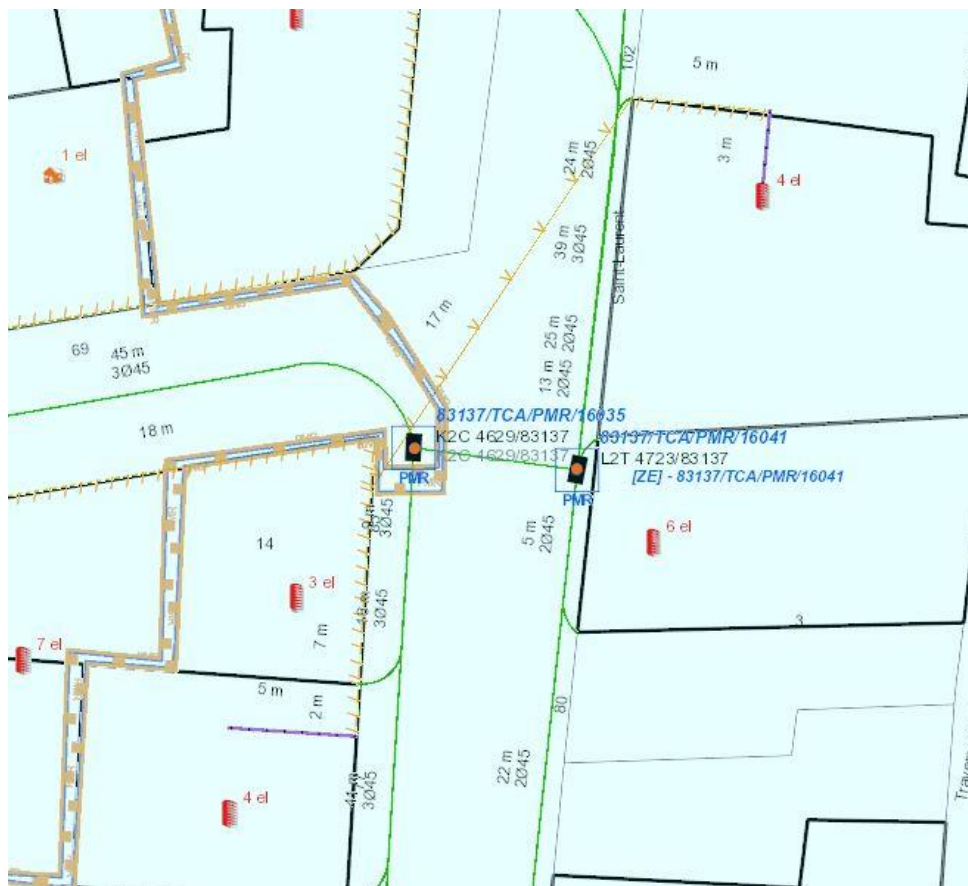 5 m
102
24 m
2Ø45
3 m
1 el
4 el
39 m
3Ø45
Saint-Laurent
17 m
69
45 m
3Ø45
25 m
2Ø45
13 m
2Ø45
18 m
83137/TCA/PMR/16035
K2C 4629/83137
K2C 4629/83137
PMR
83137/TCA/PMR/16041
L2T 4723/83137
[ZE] - 83137/TCA/PMR/16041
PMR
3Ø45
5 m
2Ø45
6 el
14
3 el
3Ø45
7 m
3
7 el
5 m
2 m
80
22 m
2Ø45
3Ø45
4 el